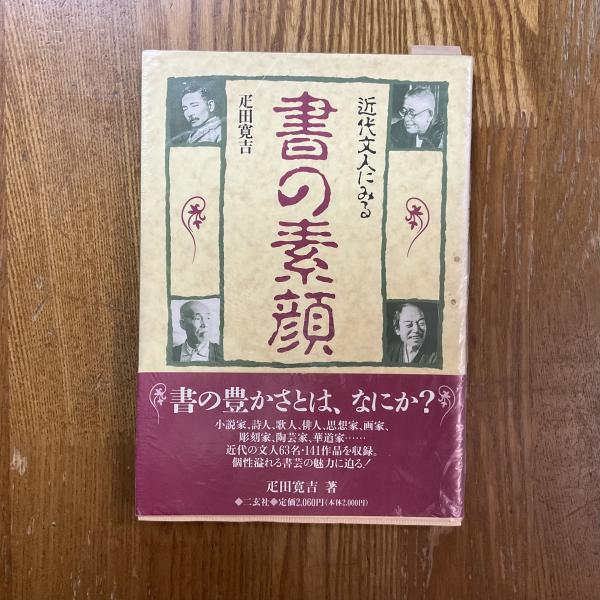 近代文人にみる
書の素顔
疋田寛吉
書の豊かさとは、なにか?
小説家、詩人、歌人、俳人、思想家、画家、
彫刻家、陶芸家、華道家……
近代の文人63名・141作品を収録。
個性溢れる書芸の魅力に迫る!
疋田寛吉 著
◆二玄社◆定価2,060円(本体2,000円)